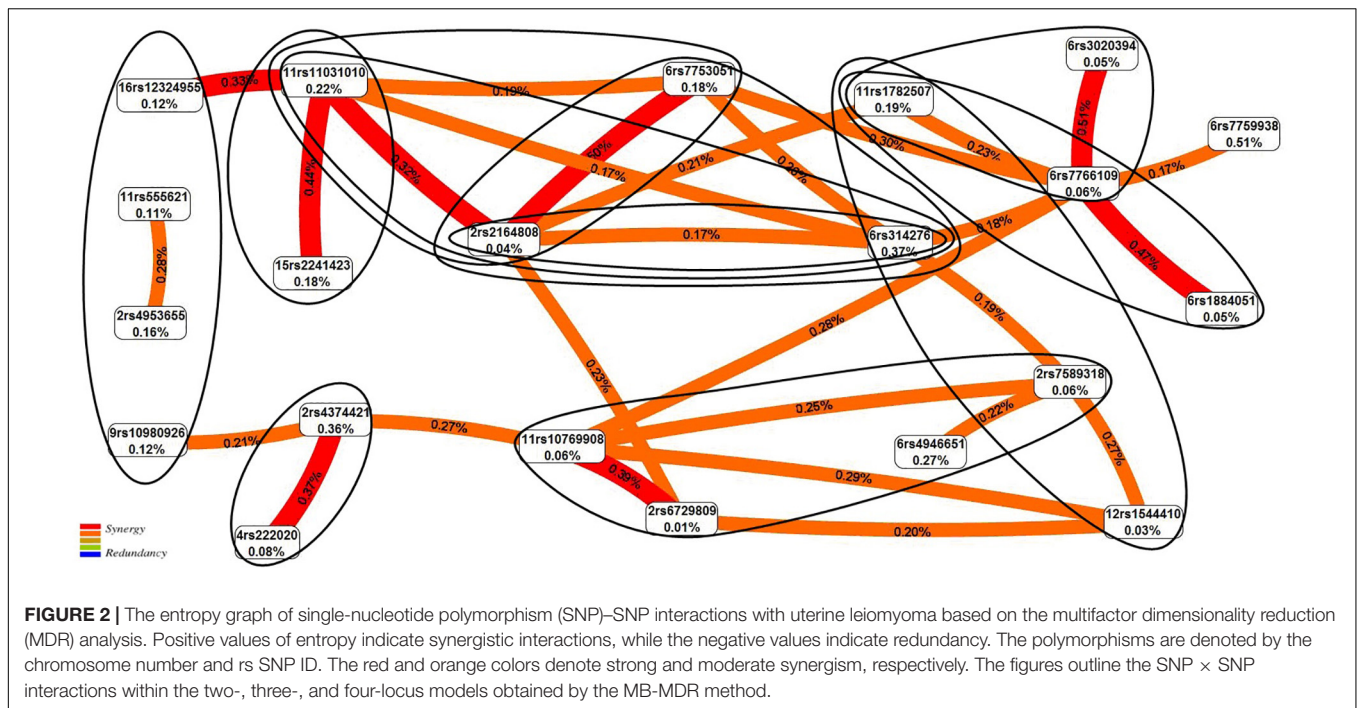 6rs3020394
0.05%
16rs12324955
0.12%
0.33%
11rs11031010
0.22%
0.19%
6rs7753051
0.18%
11rs1782507
0.19%
6rs7759938
0.51%
0.51%
0.30%
0.23%
0.17%
6rs7766109
0.06%
0.44%
0.32%
0.17%
0.50%
0.21%
0.20%
11rs555621
0.11%
0.28%
2rs4953655
0.16%
15rs2241423
0.18%
2rs2164808
0.04%
0.17%
6rs314276
0.37%
0.18%
0.47%
6rs1884051
0.05%
0.19%
0.28%
0.23%
9rs10980926
0.12%
0.21%
2rs4374421
0.36%
0.27%
11rs10769908
0.06%
0.25%
2rs7589318
0.06%
0.22%
6rs4946651
0.27%
0.27%
0.37%
0.39%
0.29%
4rs222020
0.08%
2rs6729809
0.01%
0.20%
12rs1544410
0.03%
Synergy
Redundancy
FIGURE 2 | The entropy graph of single-nucleotide polymorphism (SNP)–SNP interactions with uterine leiomyoma based on the multifactor dimensionality reduction
(MDR) analysis. Positive values of entropy indicate synergistic interactions, while the negative values indicate redundancy. The polymorphisms are denoted by the
chromosome number and rs SNP ID. The red and orange colors denote strong and moderate synergism, respectively. The figures outline the SNP × SNP
interactions within the two-, three-, and four-locus models obtained by the MB-MDR method.